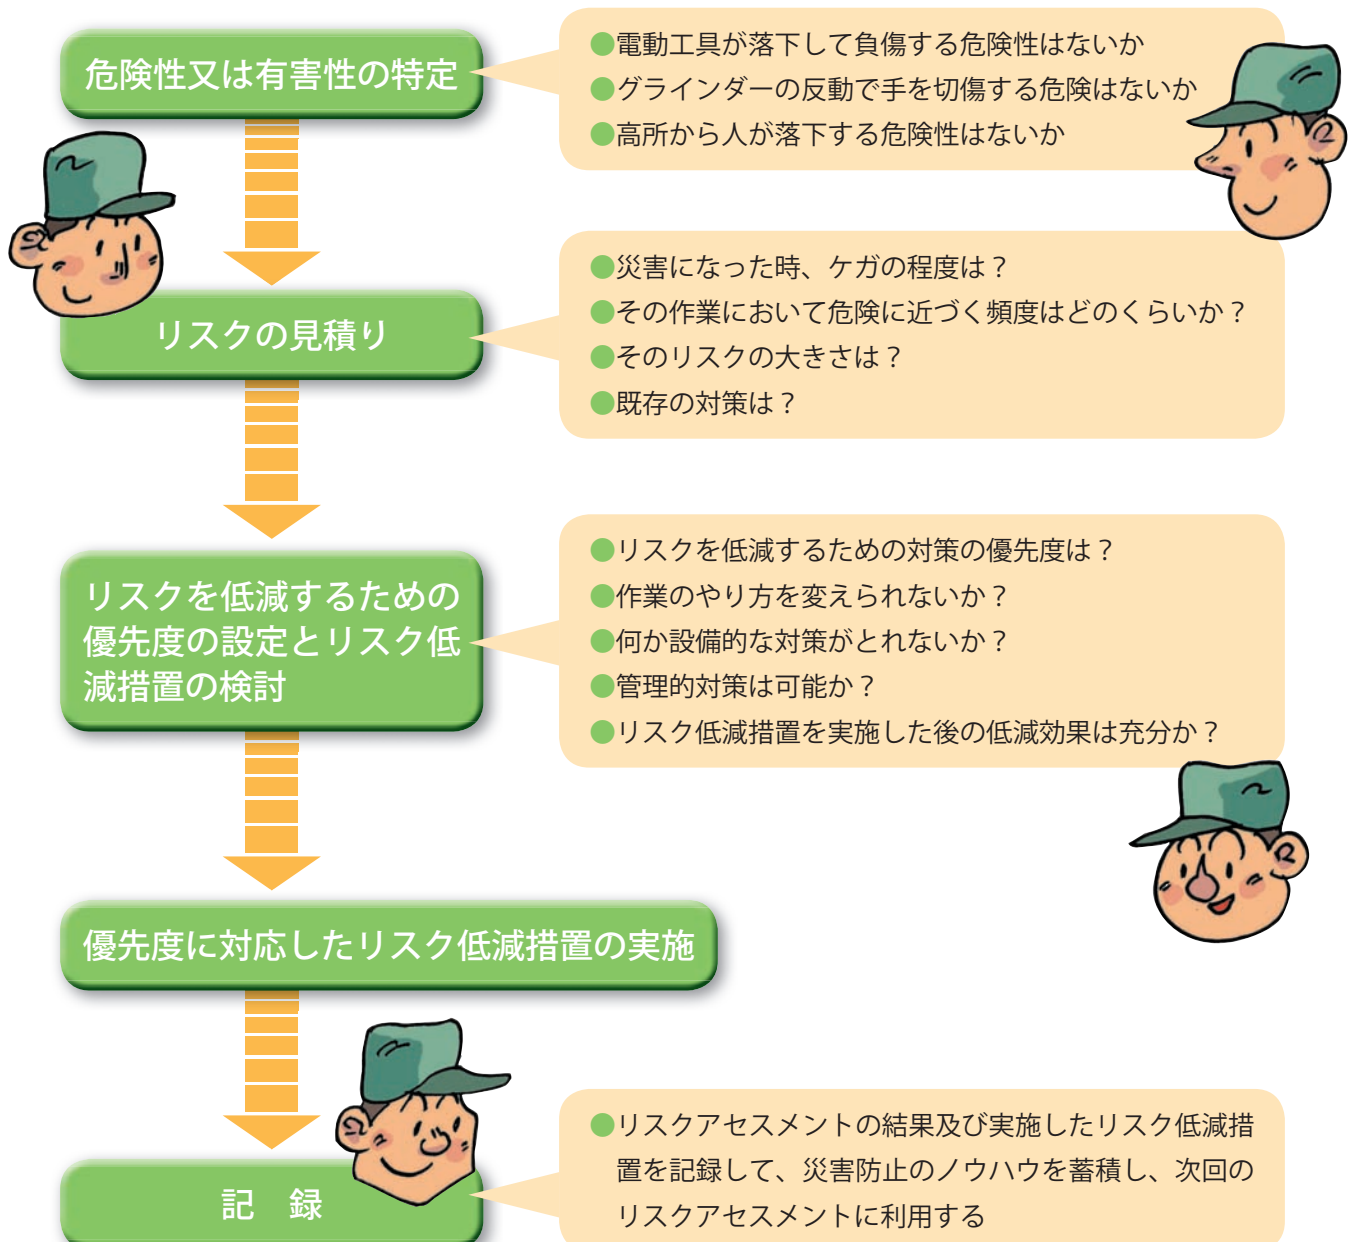 危険性又は有害性の特定
●電動工具が落下して負傷する危険性はないか
●グラインダーの反動で手を切傷する危険はないか
●高所から人が落下する危険性はないか
リスクの見積り
●災害になった時、ケガの程度は？
●その作業において危険に近づく頻度はどのくらいか？
●そのリスクの大きさは？
●既存の対策は？
リスクを低減するための
優先度の設定とリスク低
減措置の検討
●リスクを低減するための対策の優先度は？
●作業のやり方を変えられないか？
●何か設備的な対策がとれないか？
●管理的対策は可能か？
●リスク低減措置を実施した後の低減効果は充分か？
優先度に対応したリスク低減措置の実施
記　録
●リスクアセスメントの結果及び実施したリスク低減措
置を記録して、災害防止のノウハウを蓄積し、次回の
リスクアセスメントに利用する